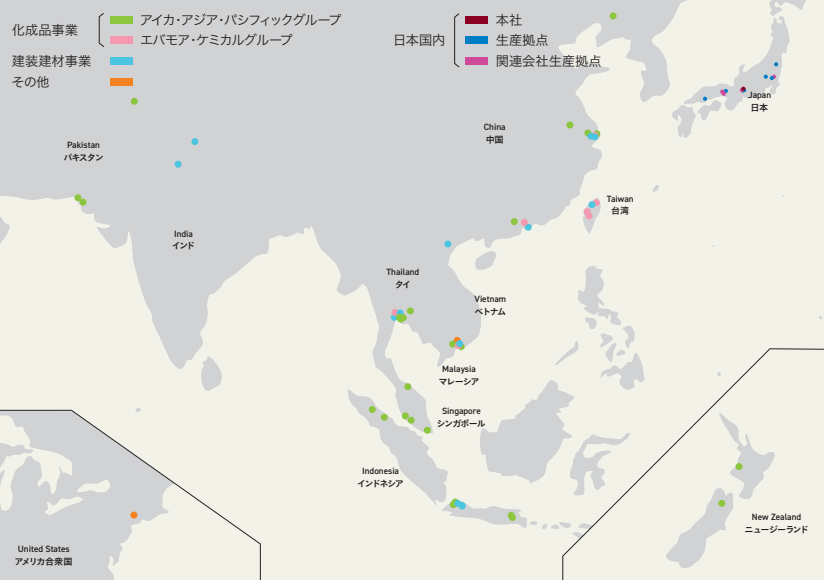 化成品事業
アイカ・アジア・パシフィックグループ
エバモア・ケミカルグループ
建装建材事業
その他
日本国内
本社
生産拠点
関連会社生産拠点
Japan
日本
China
中国
Pakistan
パキスタン
Taiwan
台湾
India
インド
Thailand
タイ
Vietnam
ベトナム
Malaysia
マレーシア
Singapore
シンガポール
Indonesia
インドネシア
New Zealand
ニュージーランド
United States
アメリカ合衆国